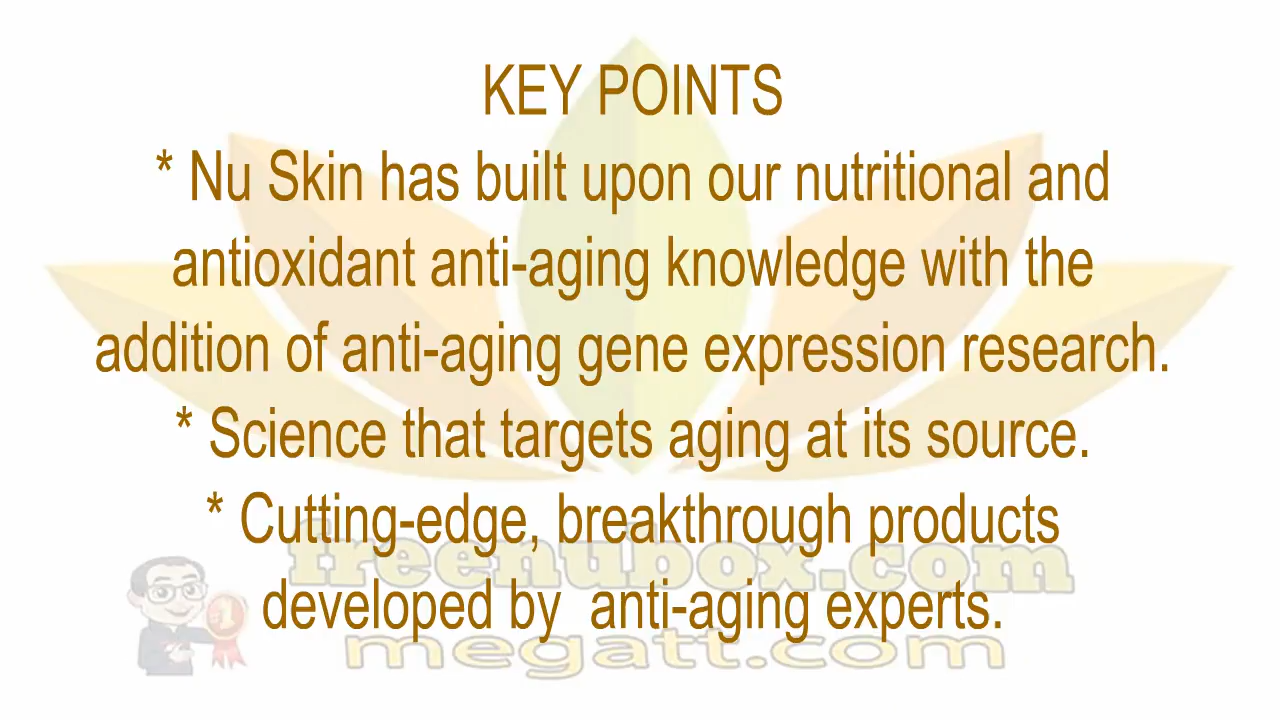 KEY POINTS
* Nu Skin has built upon our nutritional and
antioxidant anti-aging knowledge with the
addition of anti-aging gene expression research.
* Science that targets aging at its source.
* Cutting-edge, breakthrough products
freenubox.com
developed by  anti-aging experts.
#1
megatt.com